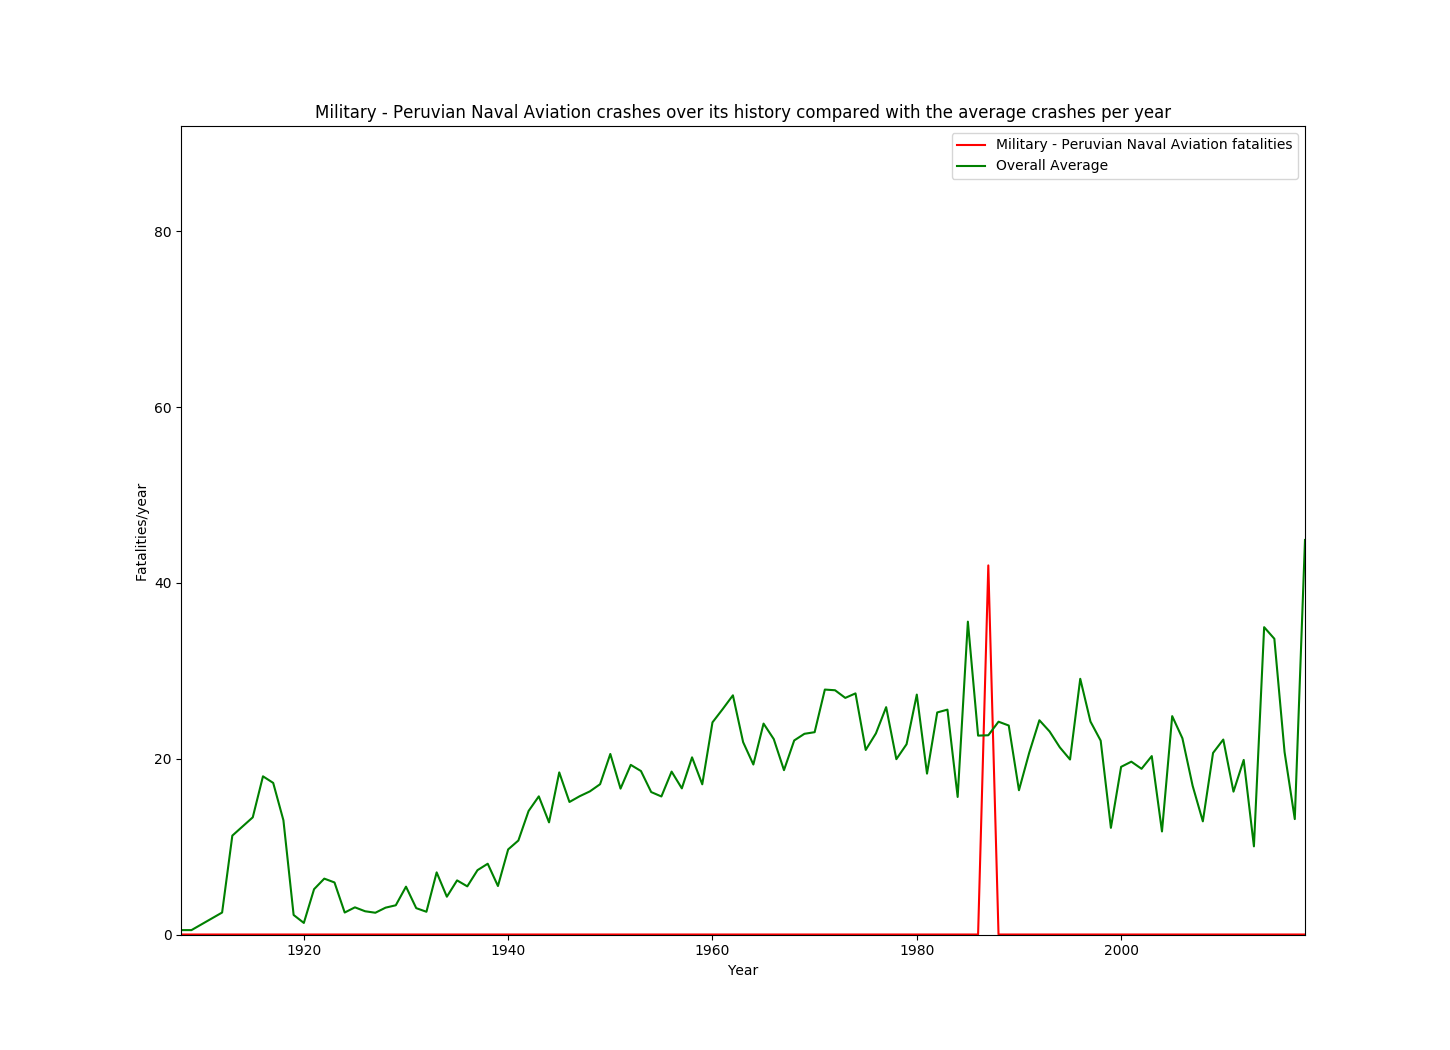 Military - Peruvian Naval Aviation crashes over its history compared with the average crashes per year
Military - Peruvian Naval Aviation fatalities
Overall Average
80
60
40
20
0
Fatalities/year
1920 1940 1960 1980 2000
Year